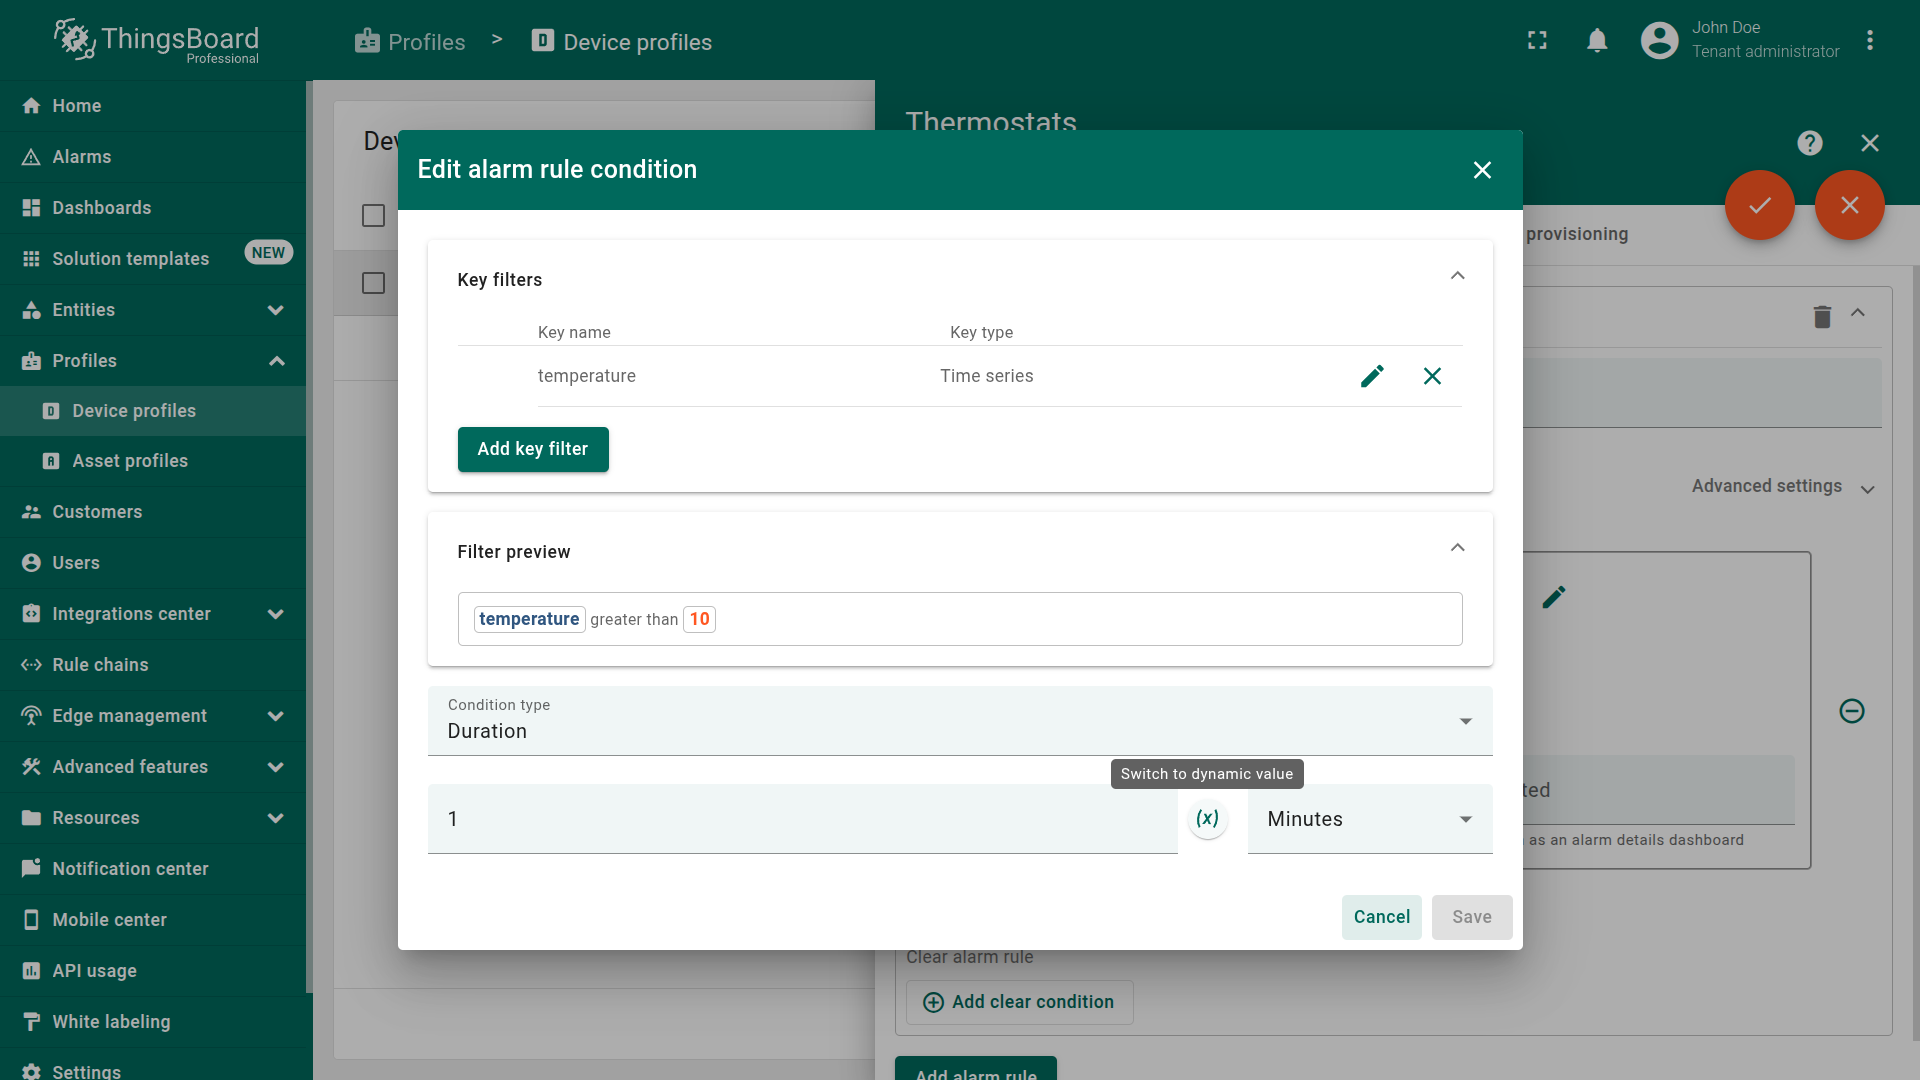 ThingsBoard
Professional
Profiles > Device profiles
John Doe
Tenant administrator
Home
Alarms
Dashboards
Solution templates NEW
Entities
Profiles
Device profiles
Asset profiles
Customers
Users
Integrations center
Rule chains
Edge management
Advanced features
Resources
Notification center
Mobile center
API usage
White labeling
Settings
Thermostats
provisioning
Advanced settings
as an alarm details dashboard
Clear alarm rule
Add clear condition
Add alarm rule
Edit alarm rule condition
Key filters
Key name Key type
temperature Time series
Add key filter
Filter preview
temperature greater than 10
Condition type
Duration
Switch to dynamic value
1 (x) Minutes
Cancel Save